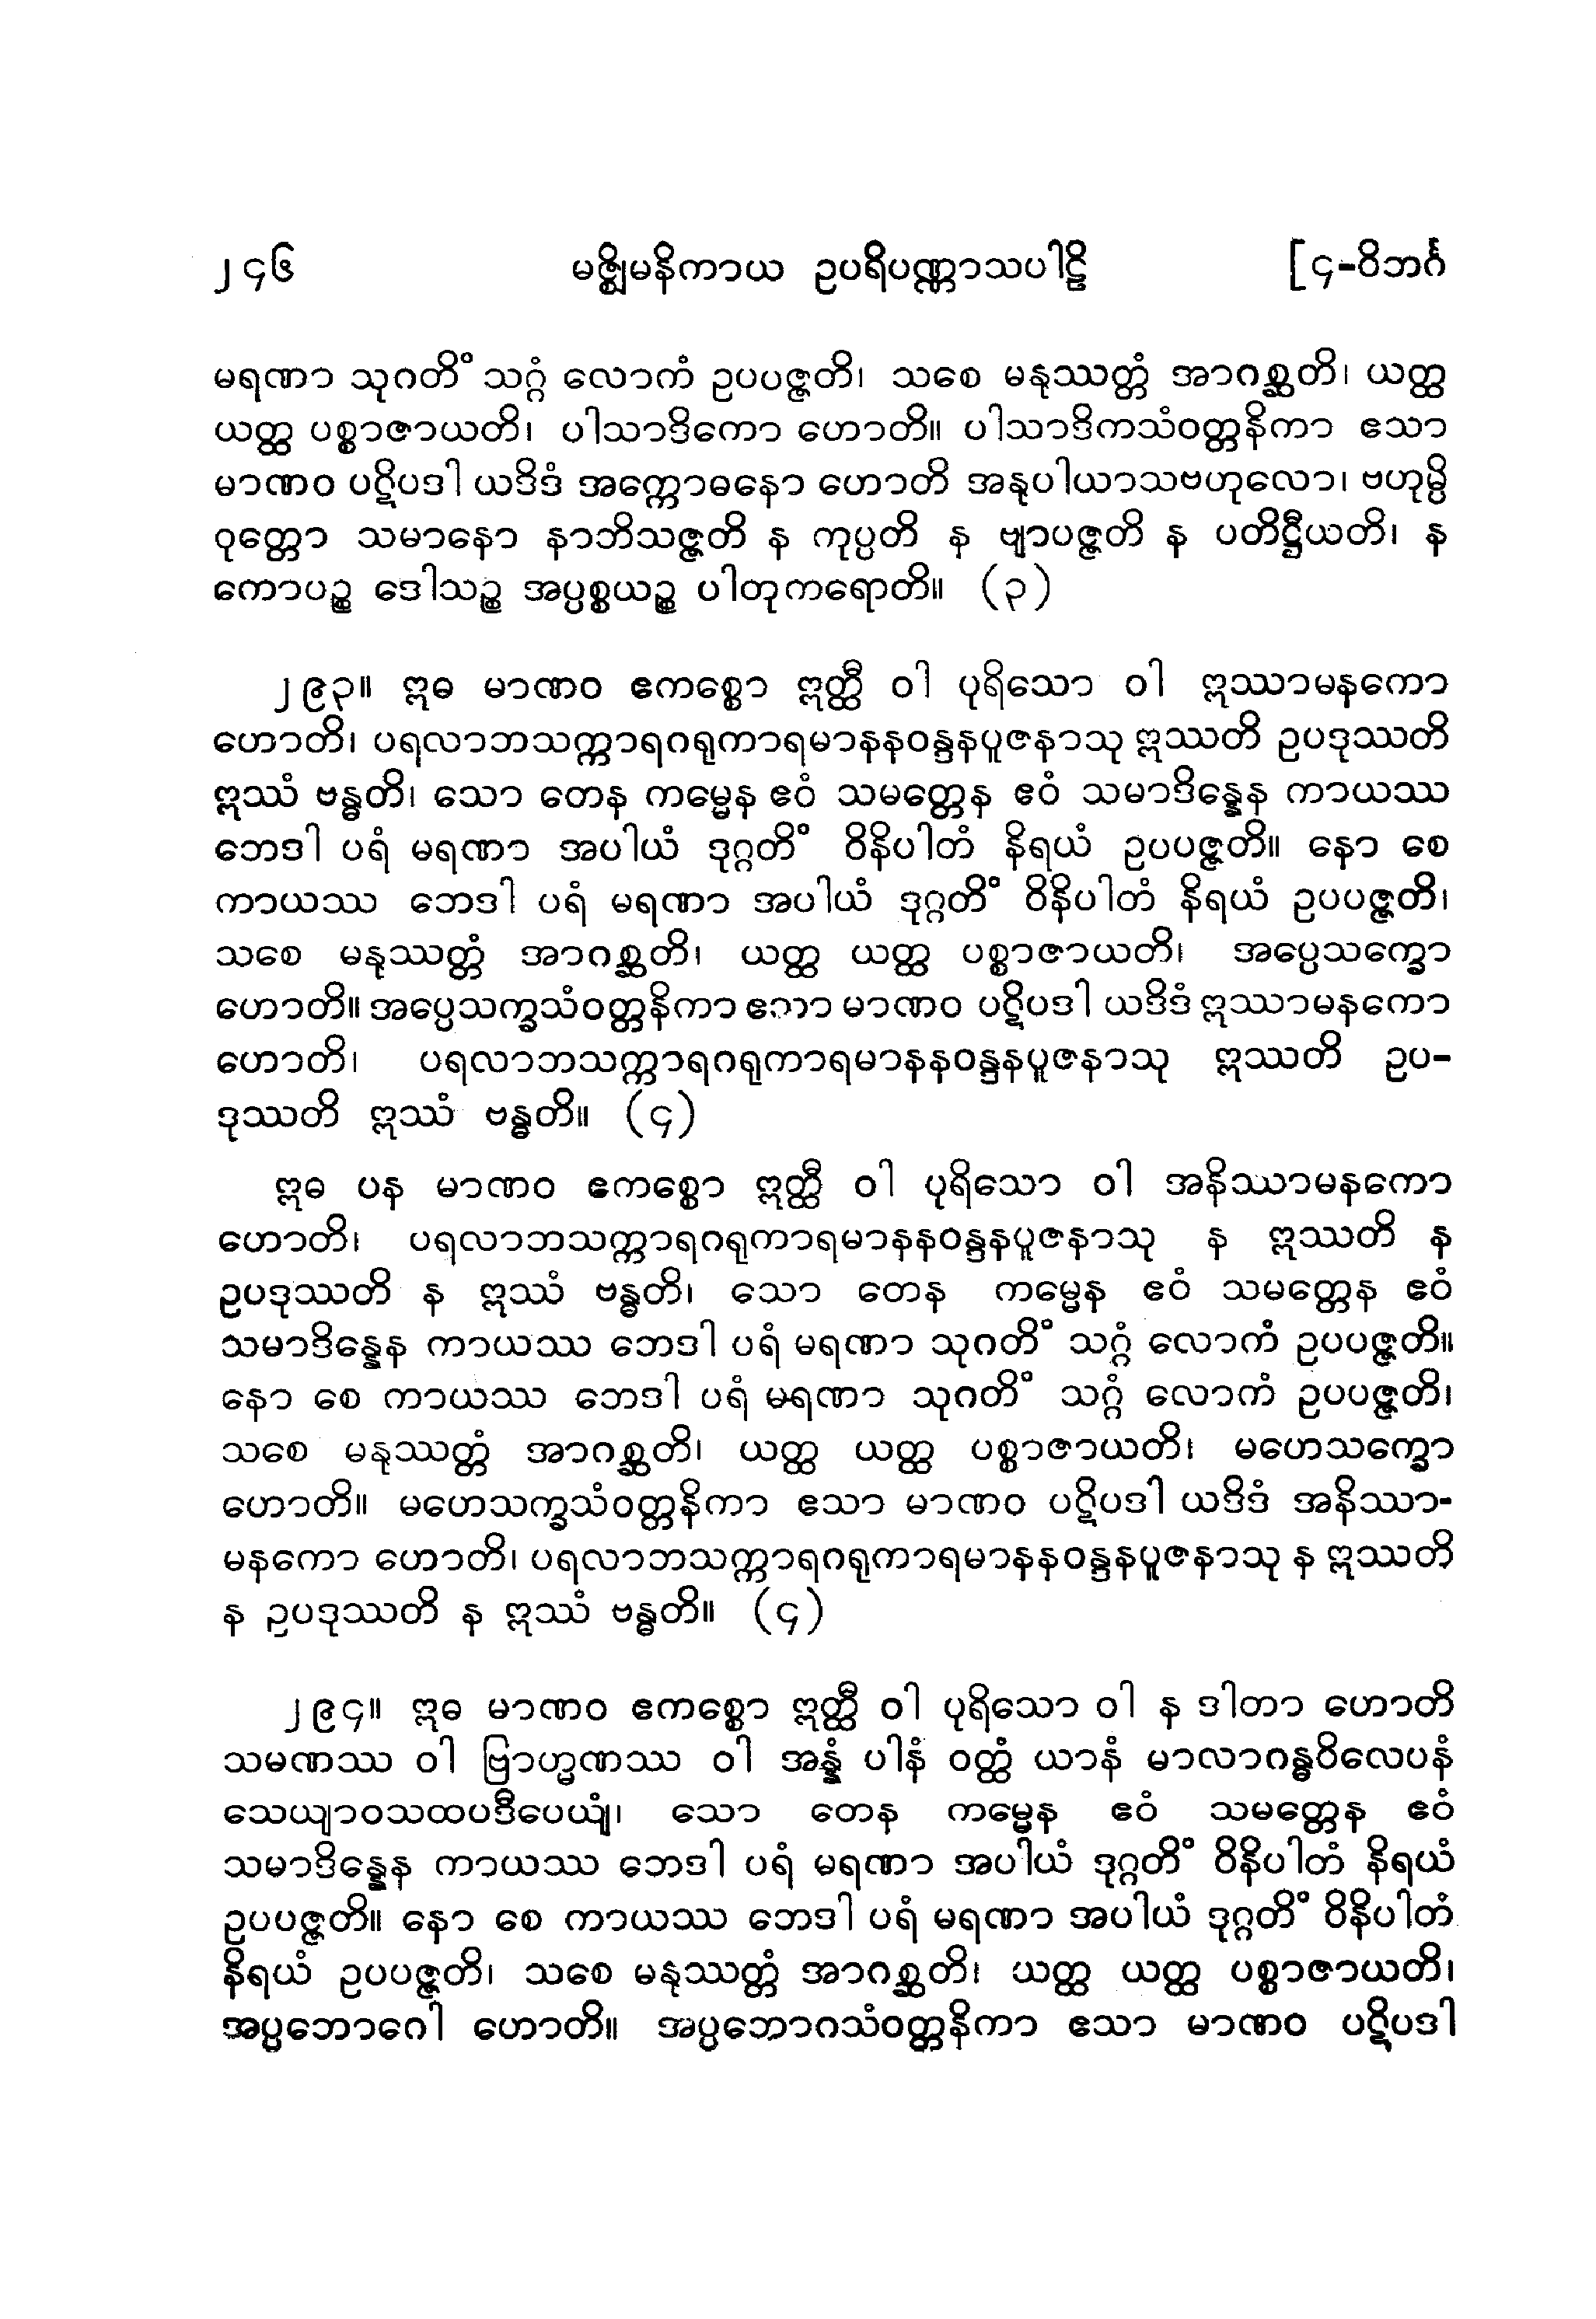 ၂၄၆ မဇ္ဈိမနိကာယ ဥပရိပဏ္ဏာသပါဠိ [၄-ဝိဘင်္ဂ
မရဏာ သုဂတိံ သဂ္ဂံ လောကံ ဥပပဇ္ဇတိ၊ သစေ မနုဿတ္တံ အာဂစ္ဆတိ၊ ယတ္ထ
ယတ္ထ ပစ္စာဇာယတိ၊ ပါသာဒိကော ဟောတိ။ ပါသာဒိကသံဝတ္တနိကာ ဧသာ
မာဏဝ ပဋိပဒါ ယဒိဒံ အက္ကောဓနော ဟောတိ အနုပါယာသဗဟုလော၊ ဗဟုမ္ပိ
ဝုတ္တော သမာနော နာဘိသဇ္ဇတိ န ကုပ္ပတိ န ဗျာပဇ္ဇတိ န ပတိဋ္ဌီယတိ၊ န
ကောပဉ္စ ဒေါသဉ္စ အပ္ပစ္စယဉ္စ ပါတုကရောတိ။ (၃)
၂၉၃။ ဣဓ မာဏဝ ဧကစ္စော ဣတ္ထီ ဝါ ပုရိသော ဝါ ဣဿာမနကော
ဟောတိ၊ ပရလာဘသက္ကာရဂရုကာရမာနနဝန္ဒနပူဇနာသု ဣဿတိ ဥပဒုဿတိ
ဣဿံ ဗန္ဓတိ၊ သော တေန ကမ္မေန ဧဝံ သမတ္တေန ဧဝံ သမာဒိန္နေန ကာယဿ
ဘေဒါ ပရံ မရဏာ အပါယံ ဒုဂ္ဂတိံ ဝိနိပါတံ နိရယံ ဥပပဇ္ဇတိ။ နော စေ
ကာယဿ ဘေဒါ ပရံ မရဏာ အပါယံ ဒုဂ္ဂတိံ ဝိနိပါတံ နိရယံ ဥပပဇ္ဇတိ၊
သစေ မနုဿတ္တံ အာဂစ္ဆတိ၊ ယတ္ထ ယတ္ထ ပစ္စာဇာယတိ၊ အပ္ပေသက္ခော
ဟောတိ။ အပ္ပေသက္ခသံဝတ္တနိကာ ဧသာ မာဏဝ ပဋိပဒါ ယဒိဒံ ဣဿာမနကော
ဟောတိ၊ ပရလာဘသက္ကာရဂရုကာရမာနနဝန္ဒနပူဇနာသု ဣဿတိ ဥပ-
ဒုဿတိ ဣဿံ ဗန္ဓတိ။ (၄)
ဣဓ ပန မာဏဝ ဧကစ္စော ဣတ္ထီ ဝါ ပုရိသော ဝါ အနိဿာမနကော
ဟောတိ၊ ပရလာဘသက္ကာရဂရုကာရမာနနဝန္ဒနပူဇနာသု န ဣဿတိ န
ဥပဒုဿတိ န ဣဿံ ဗန္ဓတိ၊ သော တေန ကမ္မေန ဧဝံ သမတ္တေန ဧဝံ
သမာဒိန္နေန ကာယဿ ဘေဒါ ပရံ မရဏာ သုဂတိံ သဂ္ဂံ လောကံ ဥပပဇ္ဇတိ။
နော စေ ကာယဿ ဘေဒါ ပရံ မရဏာ သုဂတိံ သဂ္ဂံ လောကံ ဥပပဇ္ဇတိ၊
သစေ မနုဿတ္တံ အာဂစ္ဆတိ၊ ယတ္ထ ယတ္ထ ပစ္စာဇာယတိ၊ မဟေသက္ခော
ဟောတိ။ မဟေသက္ခသံဝတ္တနိကာ ဧသာ မာဏဝ ပဋိပဒါ ယဒိဒံ အနိဿာ-
မနကော ဟောတိ၊ ပရလာဘသက္ကာရဂရုကာရမာနနဝန္ဒနပူဇနာသု န ဣဿတိ
န ဥပဒုဿတိ န ဣဿံ ဗန္ဓတိ။ (၄)
၂၉၄။ ဣဓ မာဏဝ ဧကစ္စော ဣတ္ထီ ဝါ ပုရိသော ဝါ န ဒါတာ ဟောတိ
သမဏဿ ဝါ ဗြာဟ္မဏဿ ဝါ အန္နံ ပါနံ ဝတ္ထံ ယာနံ မာလာဂန္ဓဝိလေပနံ
သေယျာဝသထပဒီပေယျံ၊ သော တေန ကမ္မေန ဧဝံ သမတ္တေန ဧဝံ
သမာဒိန္နေန ကာယဿ ဘေဒါ ပရံ မရဏာ အပါယံ ဒုဂ္ဂတိံ ဝိနိပါတံ နိရယံ
ဥပပဇ္ဇတိ။ နော စေ ကာယဿ ဘေဒါ ပရံ မရဏာ အပါယံ ဒုဂ္ဂတိံ ဝိနိပါတံ
နိရယံ ဥပပဇ္ဇတိ၊ သစေ မနုဿတ္တံ အာဂစ္ဆတိ၊ ယတ္ထ ယတ္ထ ပစ္စာဇာယတိ၊
အပ္ပဘောဂေါ ဟောတိ။ အပ္ပဘောဂသံဝတ္တနိကာ ဧသာ မာဏဝ ပဋိပဒါ